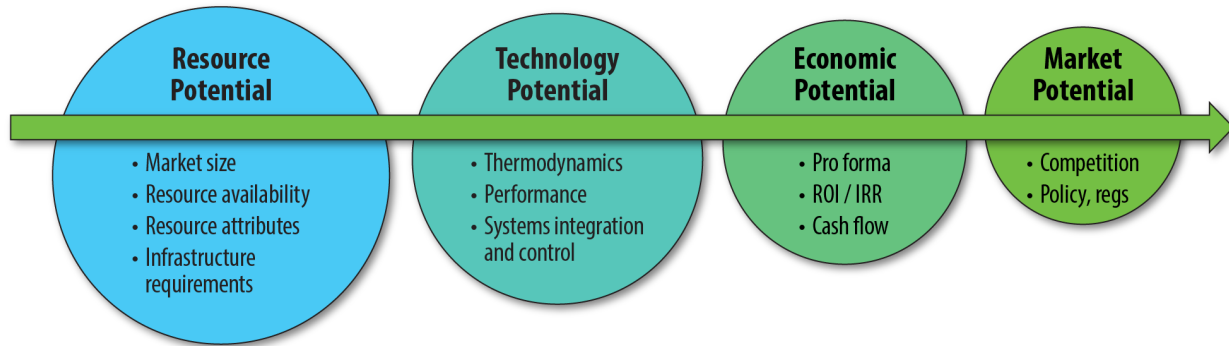 Resource
Potential
• Market size
• Resource availability
• Resource attributes
• Infrastructure
requirements
Technology
Potential
• Thermodynamics
• Performance
• Systems integration
and control
Economic
Potential
• Pro forma
• ROI / IRR
• Cash flow
Market
Potential
• Competition
• Policy, regs